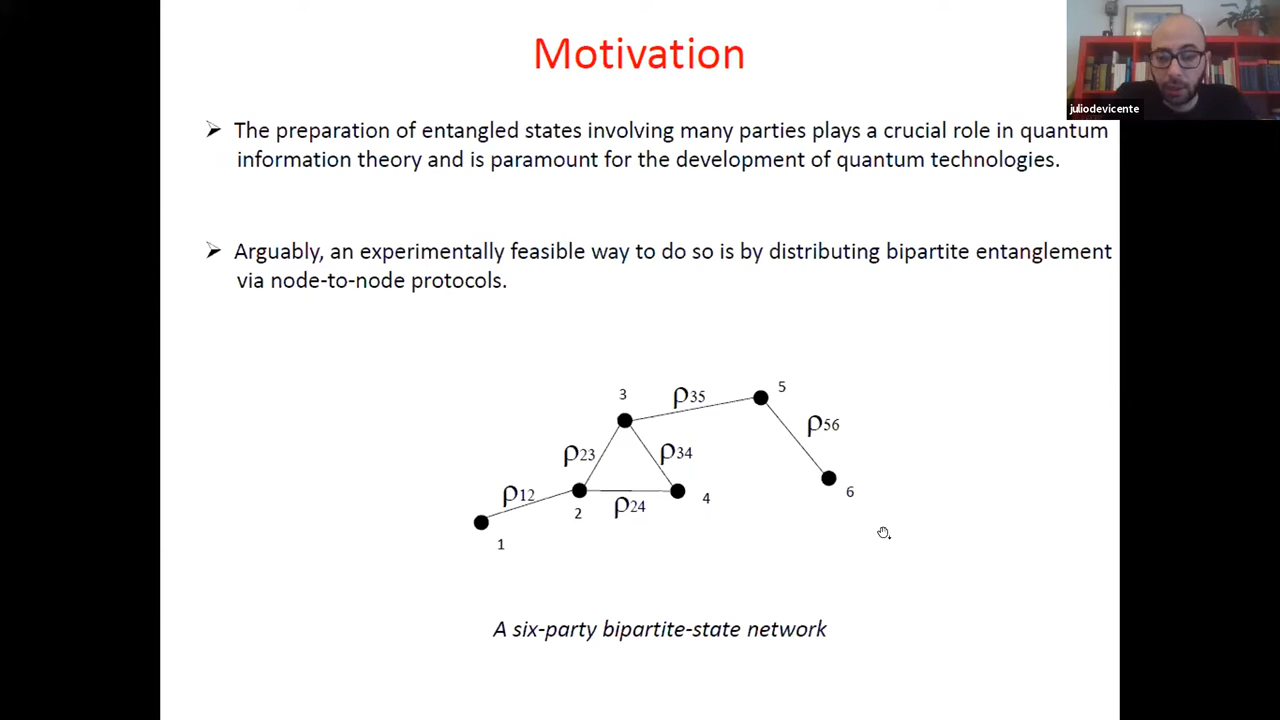 Motivation
juliodevicente
➢ The preparation of entangled states involving many parties plays a crucial role in quantum
information theory and is paramount for the development of quantum technologies.
➢ Arguably, an experimentally feasible way to do so is by distributing bipartite entanglement
via node-to-node protocols.
3
ρ35
5
ρ23
ρ34
ρ56
ρ12
2
ρ24
4
6
1
A six-party bipartite-state network